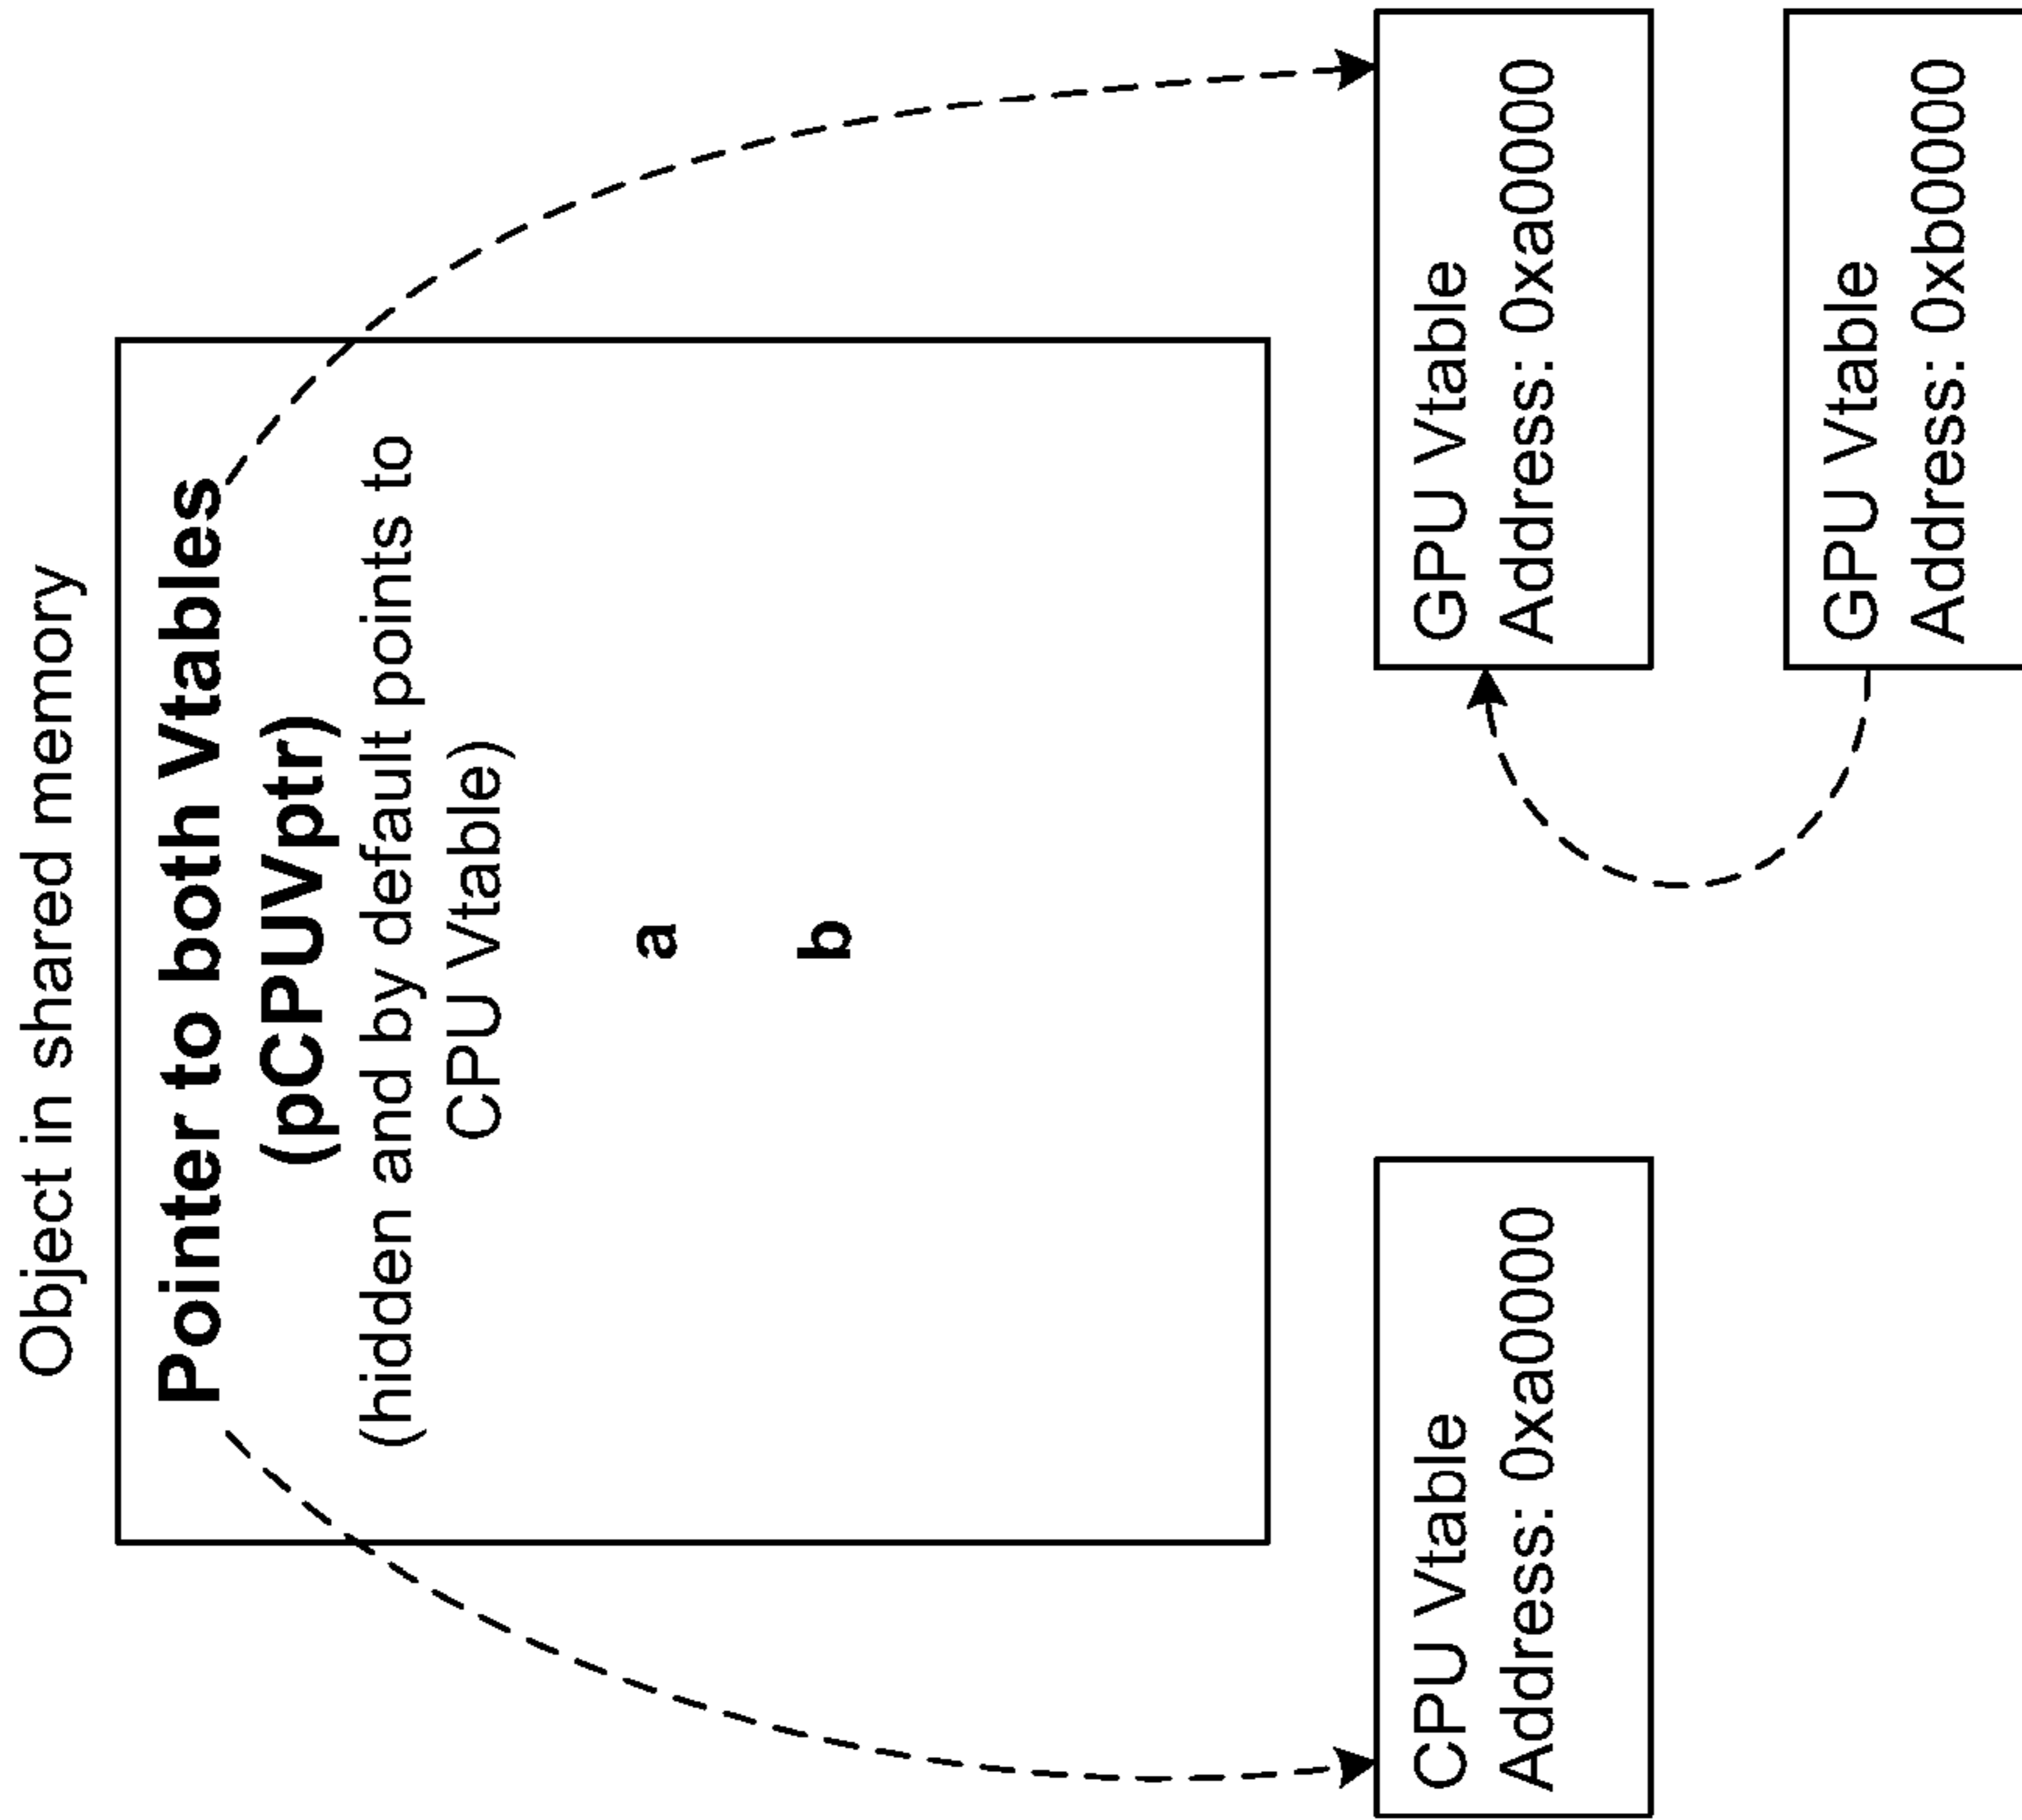 Object in shared memory
Pointer to both Vtables
(pCPUVptr)
(hidden and by default points to
CPU Vtable)
a
b
CPU Vtable
Address: 0xa0000
GPU Vtable
Address: 0xa0000
GPU Vtable
Address: 0xb0000